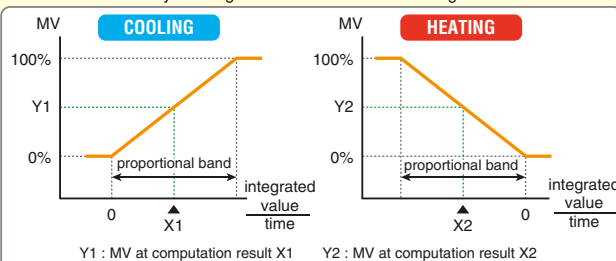 MV
COOLING
100%
Y1
0%
proportional band
0
X1
integrated
value
time
Y1 : MV at computation result X1
MV
HEATING
100%
Y2
0%
proportional band
X2
0
integrated
value
time
Y2 : MV at computation result X2